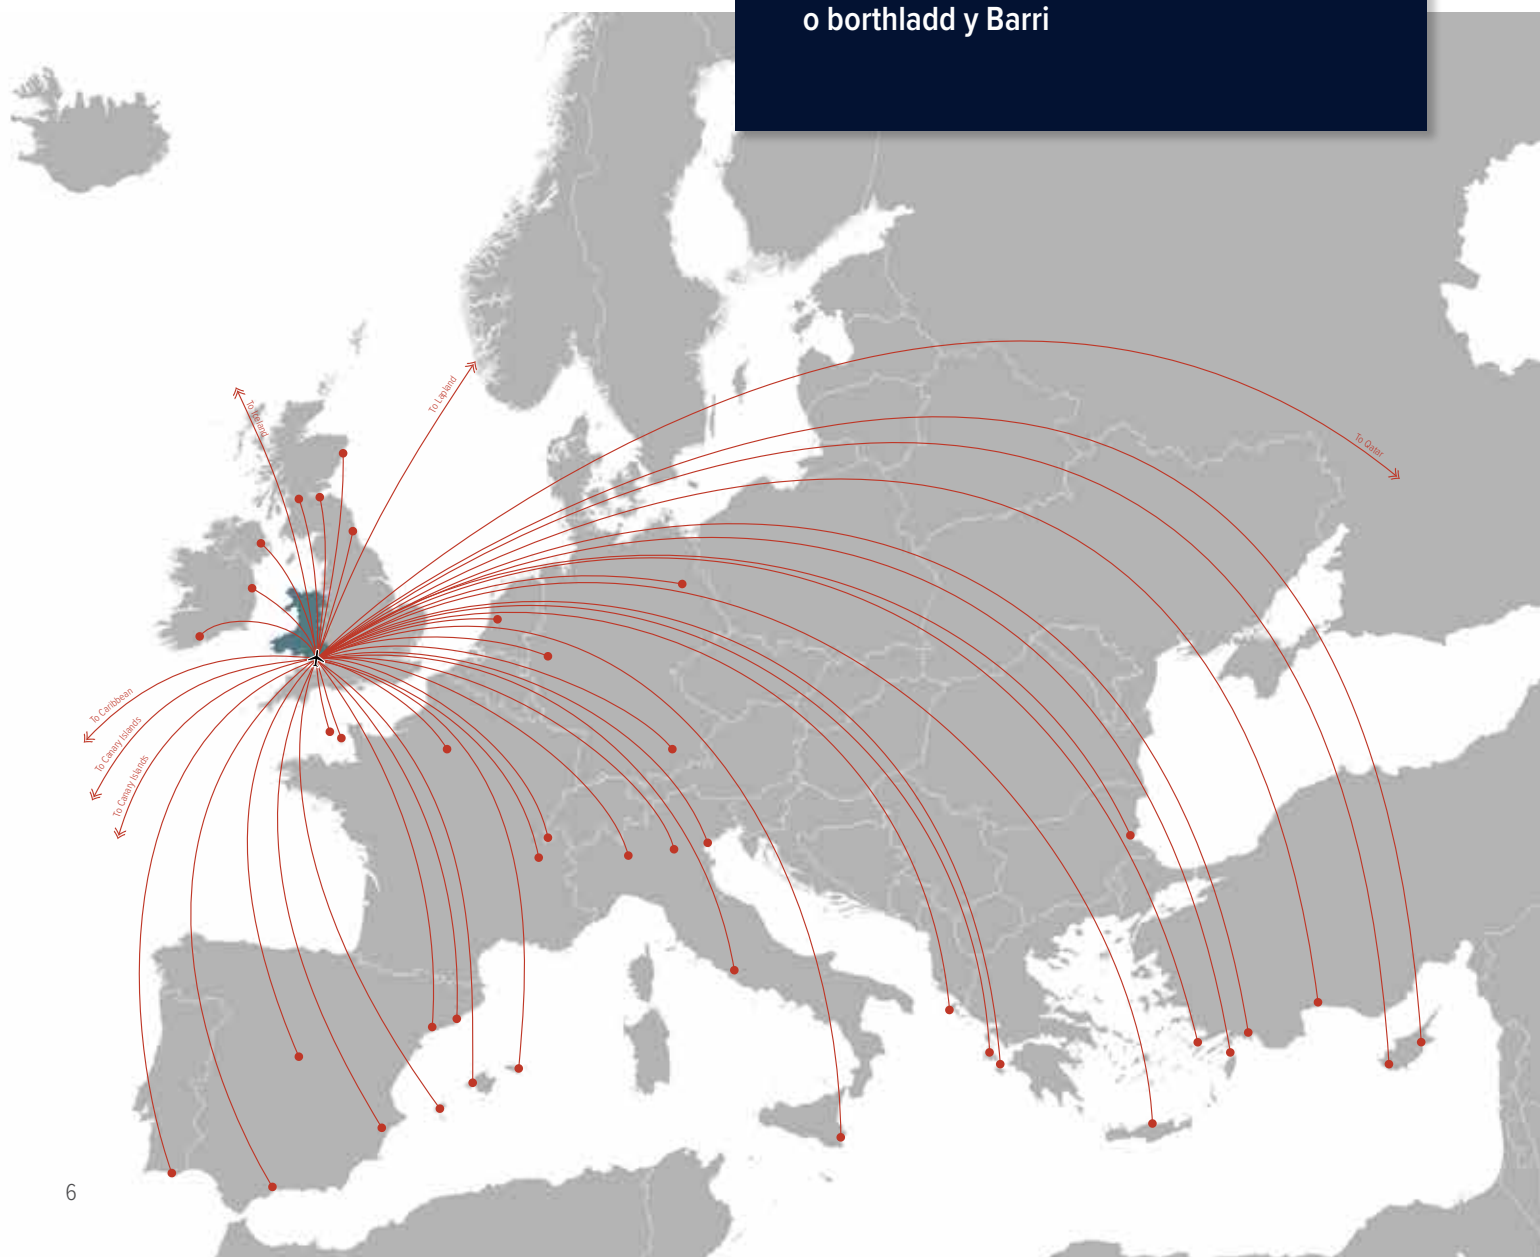 o borthladd y Barri
To Iceland
To Lapland
To Qatar
To Caribbean
To Canary Islands
To Canary Islands
6